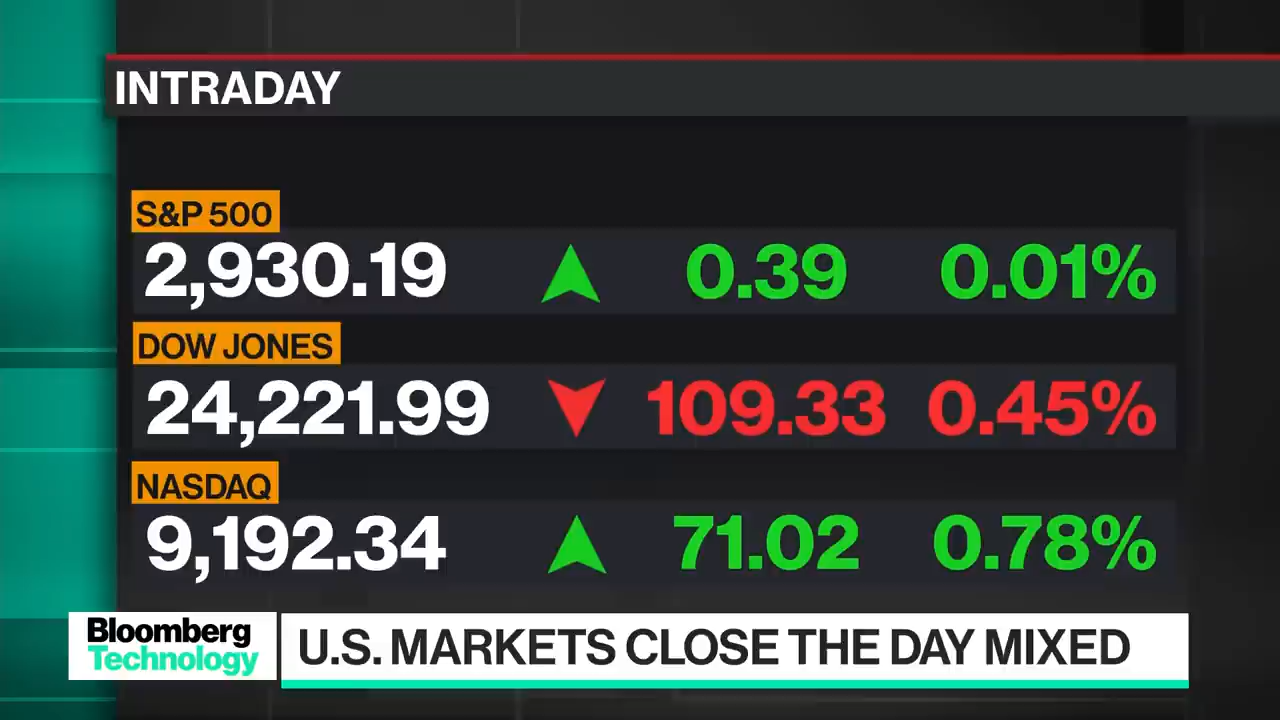 INTRADAY
S&P 500
2,930.19 ▲ 0.39 0.01%
DOW JONES
24,221.99 ▼ 109.33 0.45%
NASDAQ
9,192.34 ▲ 71.02 0.78%
Bloomberg
Technology
U.S. MARKETS CLOSE THE DAY MIXED